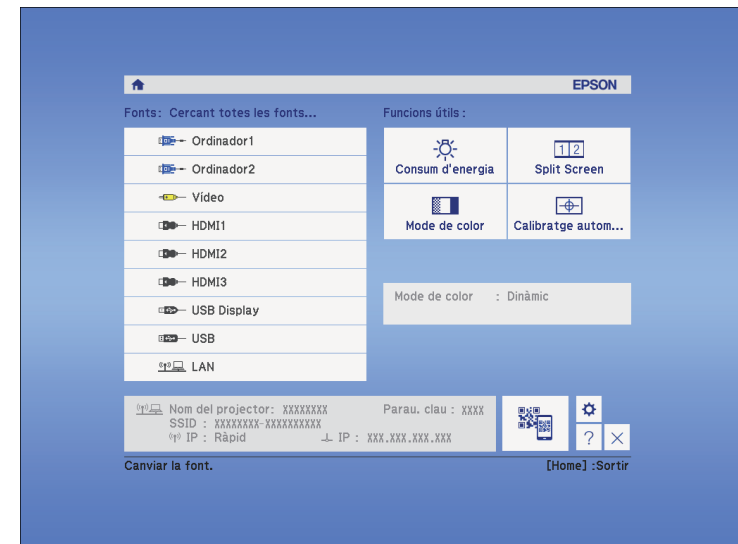 EPSON
Fonts: Cercant totes les fonts...
Ordinador1
Ordinador2
Vídeo
HDMI1
HDMI2
HDMI3
USB Display
USB
LAN
Funcions útils :
Consum d'energia
1 2
Split Screen
Mode de color
Calibratge autom...
Mode de color : Dinàmic
Nom del projector: XXXXXXXX Parau. clau : XXXX
SSID : XXXXXXXX-XXXXXXXXXX
IP : Ràpid IP : XXX.XXX.XXX.XXX
?
Canviar la font. [Home] :Sortir